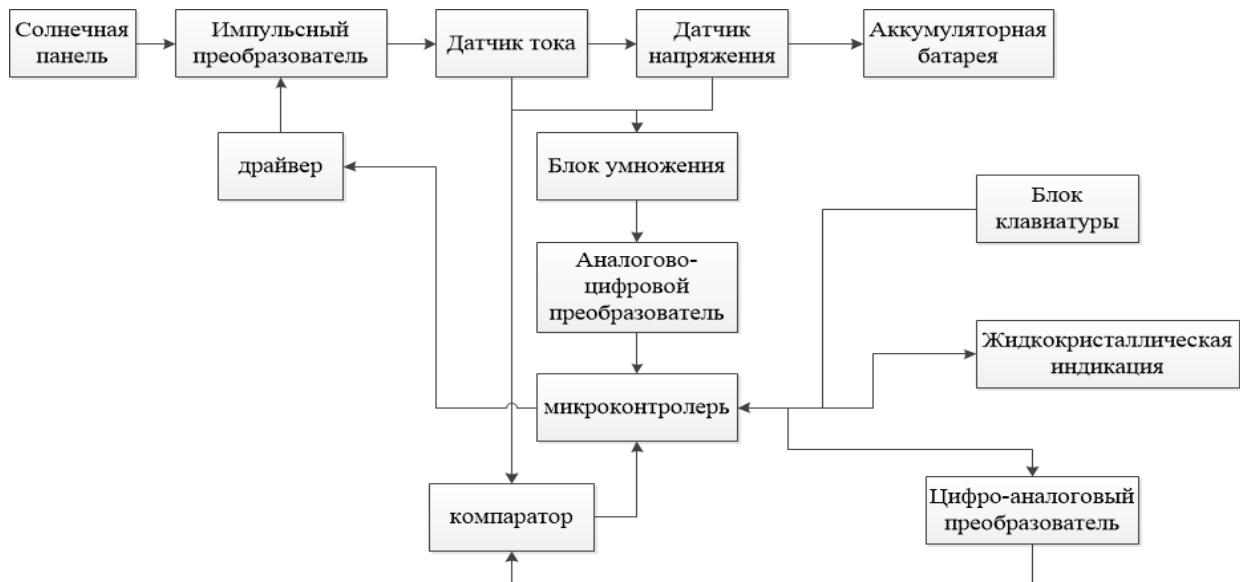 Солнечная
панель
Импульсный
преобразователь
Датчик тока
Датчик
напряжения
Аккумуляторная
батарея
драйвер
Блок умножения
Блок
клавиатуры
Аналогово-
цифровой
преобразователь
Жидкокристаллическая
индикация
микроконтролерь
компаратор
Цифро-аналоговый
преобразователь